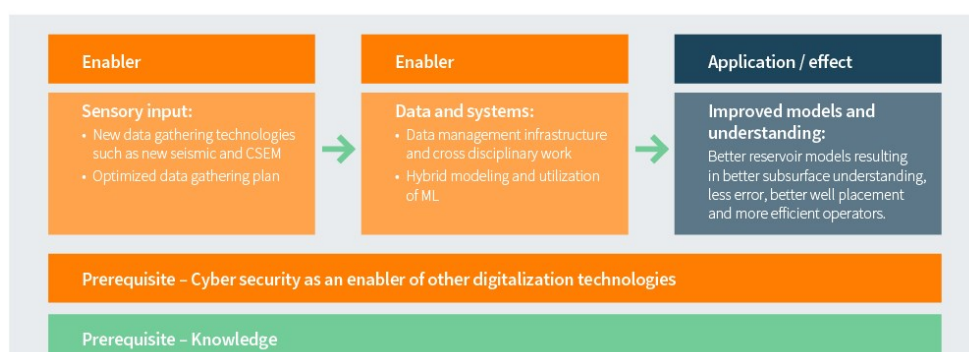 Enabler
Sensory input:
• New data gathering technologies
such as new seismic and CSEM
• Optimized data gathering plan
Enabler
Data and systems:
• Data management infrastructure
and cross disciplinary work
• Hybrid modeling and utilization
of ML
Application / effect
Improved models and
understanding:
Better reservoir models resulting
in better subsurface understanding,
less error, better well placement
and more efficient operators.
Prerequisite – Cyber security as an enabler of other digitalization technologies
Prerequisite – Knowledge